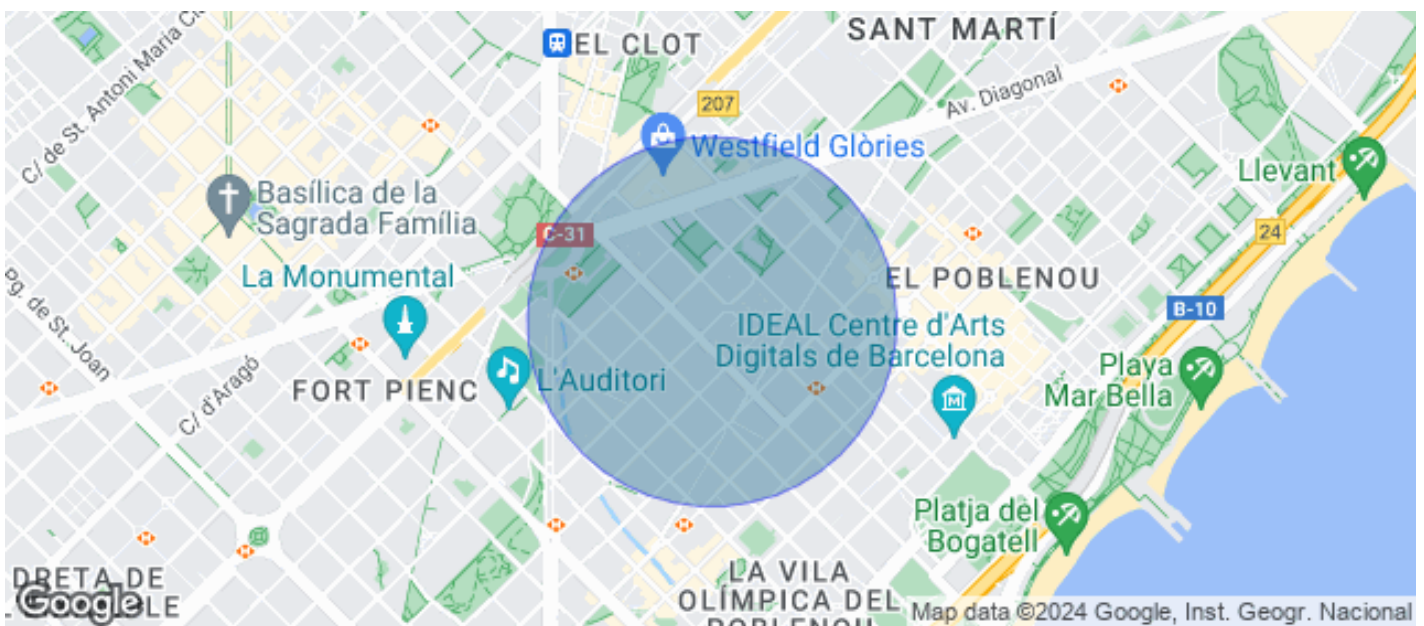 SANT MARTÍ
EL CLOT
C/ de St. Antoni Maria Cl
207
Av. Diagonal
Westfield Glòries
Llevant
Basílica de la
Sagrada Família
C-31
24
La Monumental
EL POBLENOU
Pg. de St. Joan
B-10
IDEAL Centre d'Arts
Digitals de Barcelona
L'Auditori
FORT PIENC
Playa
Mar Bella
C/ d'Aragó
Platja del
Bogatell
DRETA DE
Google
LE
LA VILA
OLÍMPICA DEL
POBLENOU
Map data ©2024 Google, Inst. Geogr. Nacional